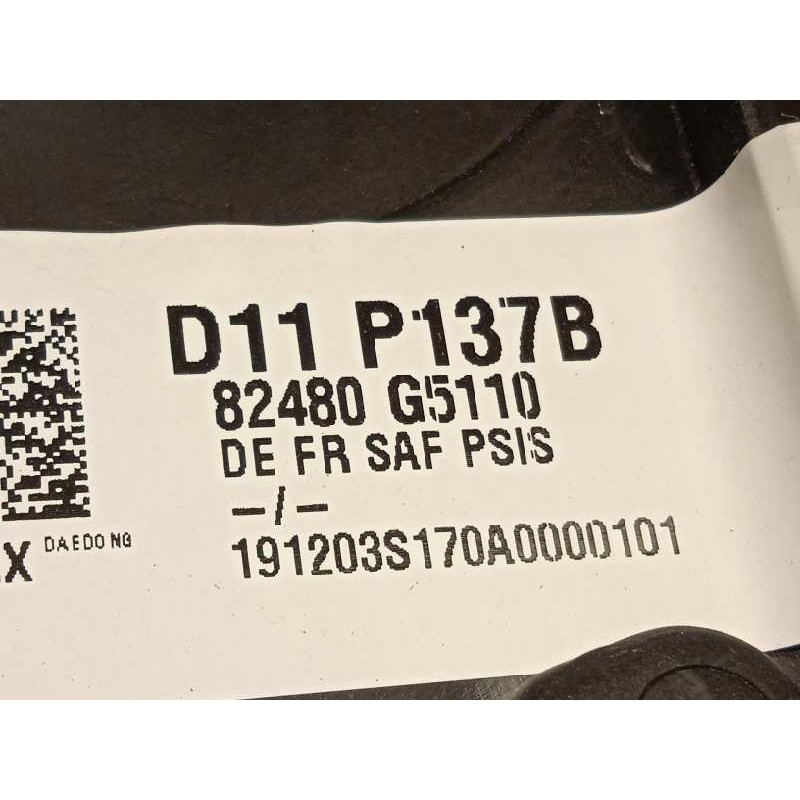 D11 P137B
82480 G5110
DE FR SAF PSIS
-/-
191203S170A0000101
X DAEDONG